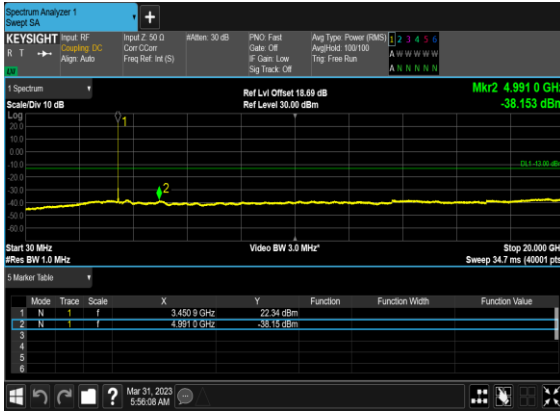 Spectrum Analyzer 1
Swept SA
+
KEYSIGHT Input: RF Input Z: 50 Ω #Atten: 30 dB PNO: Fast Avg Type: Power (RMS) 1 2 3 4 5 6
R T Coupling: DC Corr CCorr Gate: Off Avg|Hold: 100/100 A W W W W W
Align: Auto Freq Ref: Int (S) IF Gain: Low Trig: Free Run
Sig Track: Off A N N N N N
1 Spectrum Ref Lvl Offset 18.69 dB Mkr2 4.991 0 GHz
Scale/Div 10 dB Ref Level 30.00 dBm -38.153 dBm
Log
20.0
10.0
0.00
-10.0
-20.0
-30.0
-40.0
-50.0
-60.0
1
DL1 -13.00 dBm
2
Start 30 MHz Video BW 3.0 MHz* Stop 20.000 GHz
#Res BW 1.0 MHz Sweep 34.7 ms (40001 pts)
5 Marker Table
Mode Trace Scale X Y Function Function Width Function Value
1 N 1 f 3.450 9 GHz 22.34 dBm
2 N 1 f 4.991 0 GHz -38.15 dBm
3
4
5
6
? Mar 31, 2023
5:56:08 AM